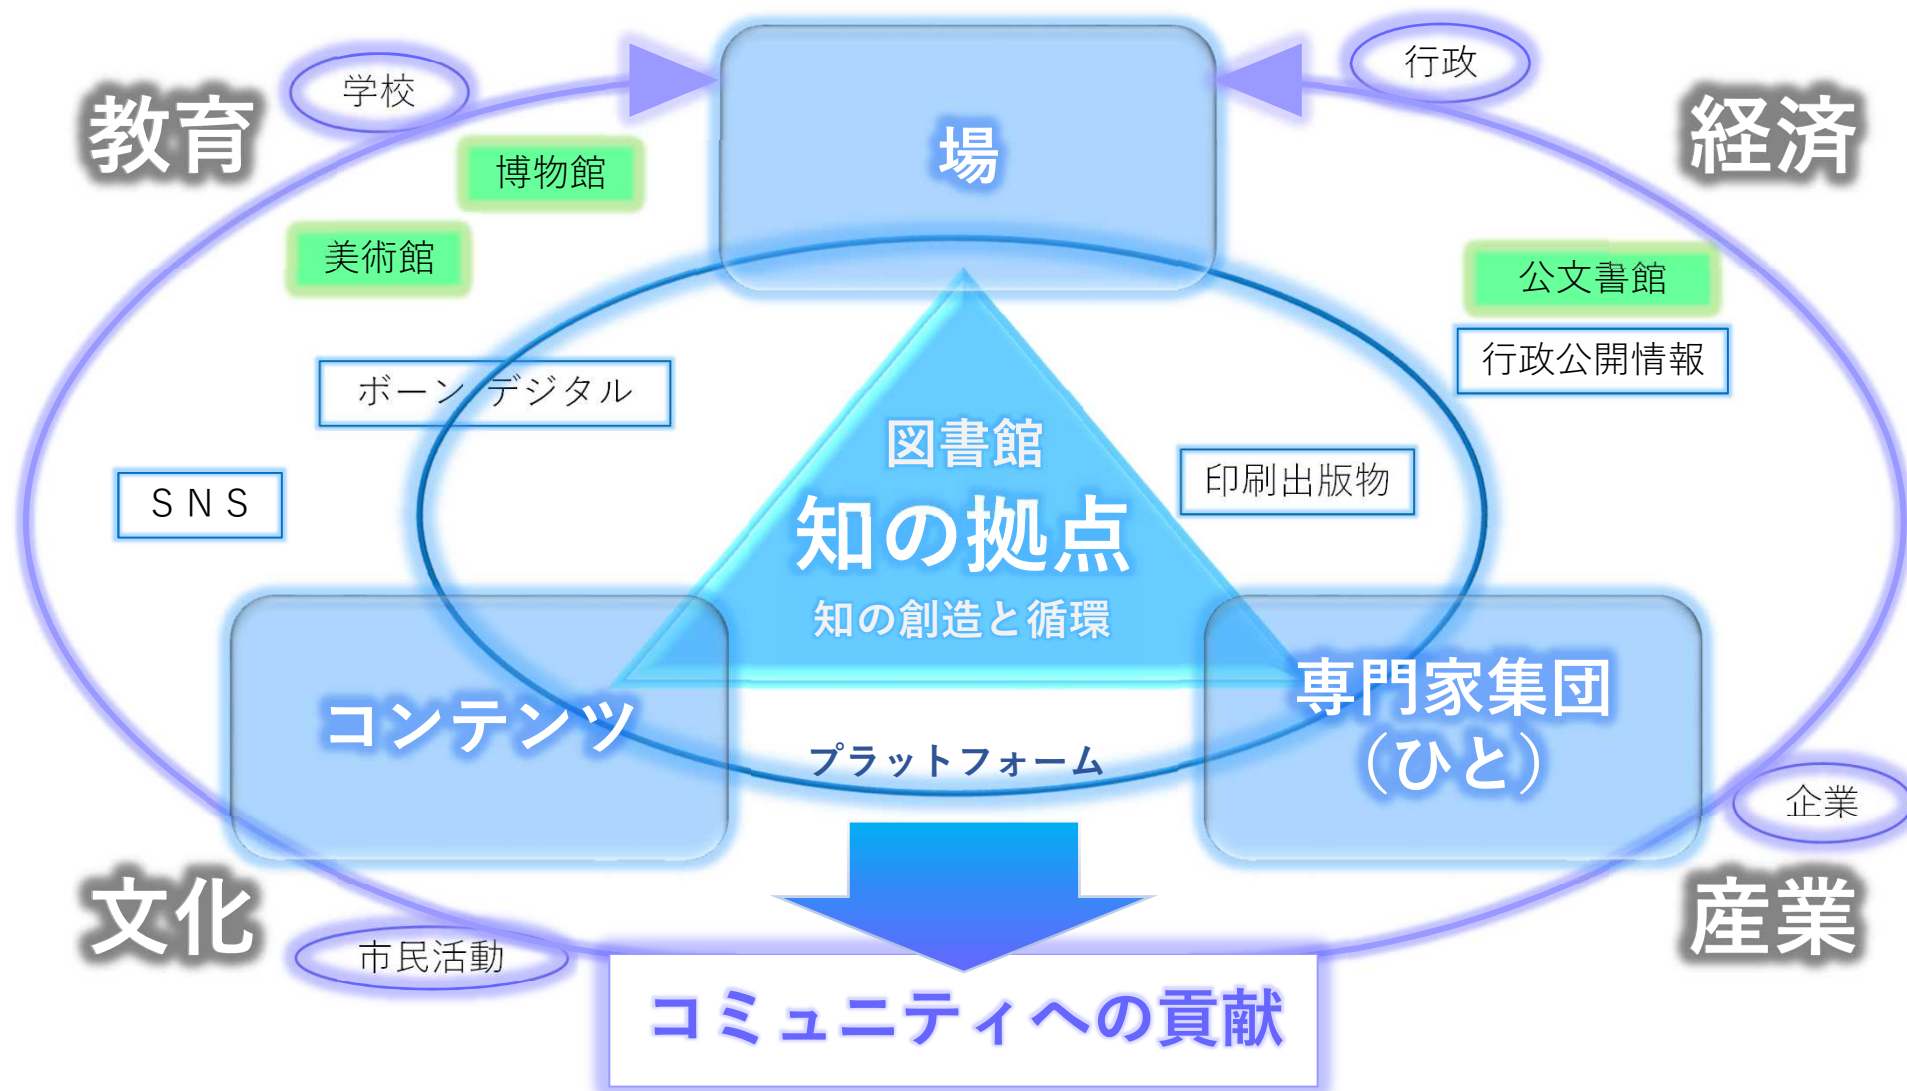 学校
行政
教育
経済
場
博物館
美術館
公文書館
行政公開情報
ボーン デジタル
図書館
印刷出版物
SNS
知の拠点
知の創造と循環
コンテンツ
専門家集団
（ひと）
プラットフォーム
企業
文化
産業
市民活動
コミュニティへの貢献